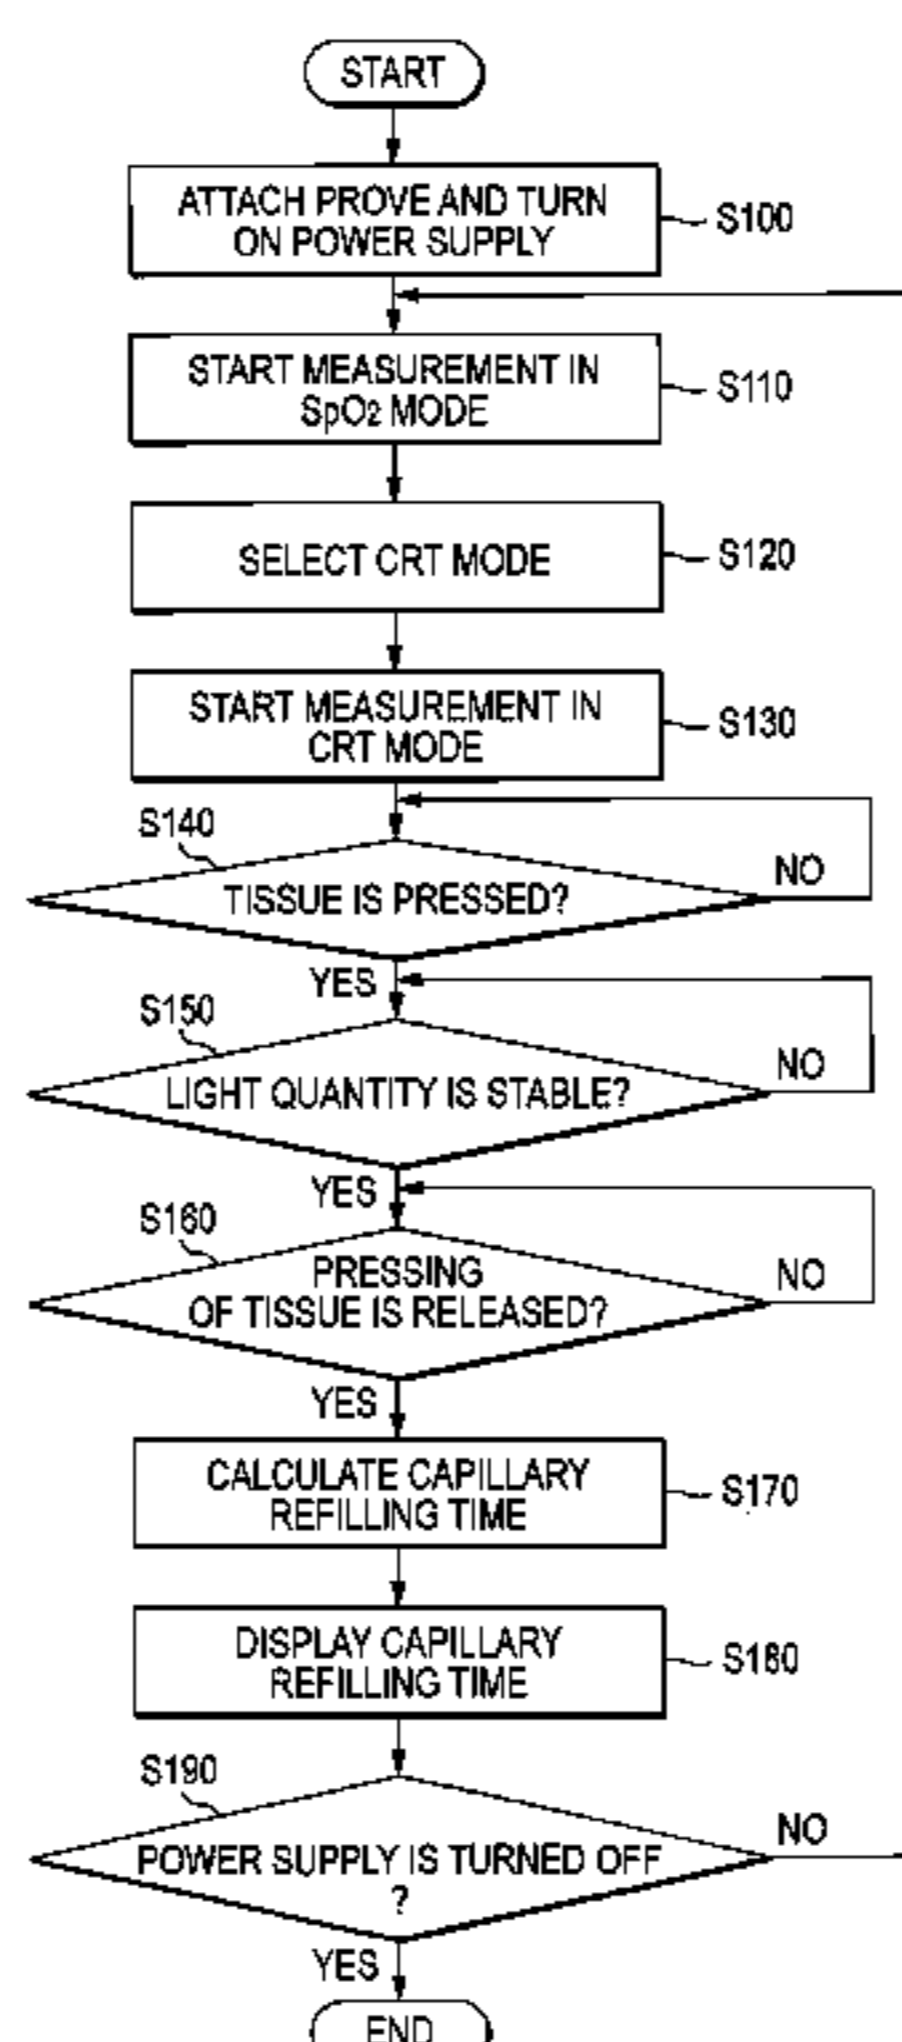 START
ATTACH PROVE AND TURN
ON POWER SUPPLY
S100
START MEASUREMENT IN
SpO2 MODE
S110
SELECT CRT MODE
S120
START MEASUREMENT IN
CRT MODE
S130
S140
TISSUE IS PRESSED?
NO
YES
S150
LIGHT QUANTITY IS STABLE?
NO
YES
S160
PRESSING
OF TISSUE IS RELEASED?
NO
YES
CALCULATE CAPILLARY
REFILLING TIME
S170
DISPLAY CAPILLARY
REFILLING TIME
S180
S190
POWER SUPPLY IS TURNED OFF
?
NO
YES
END